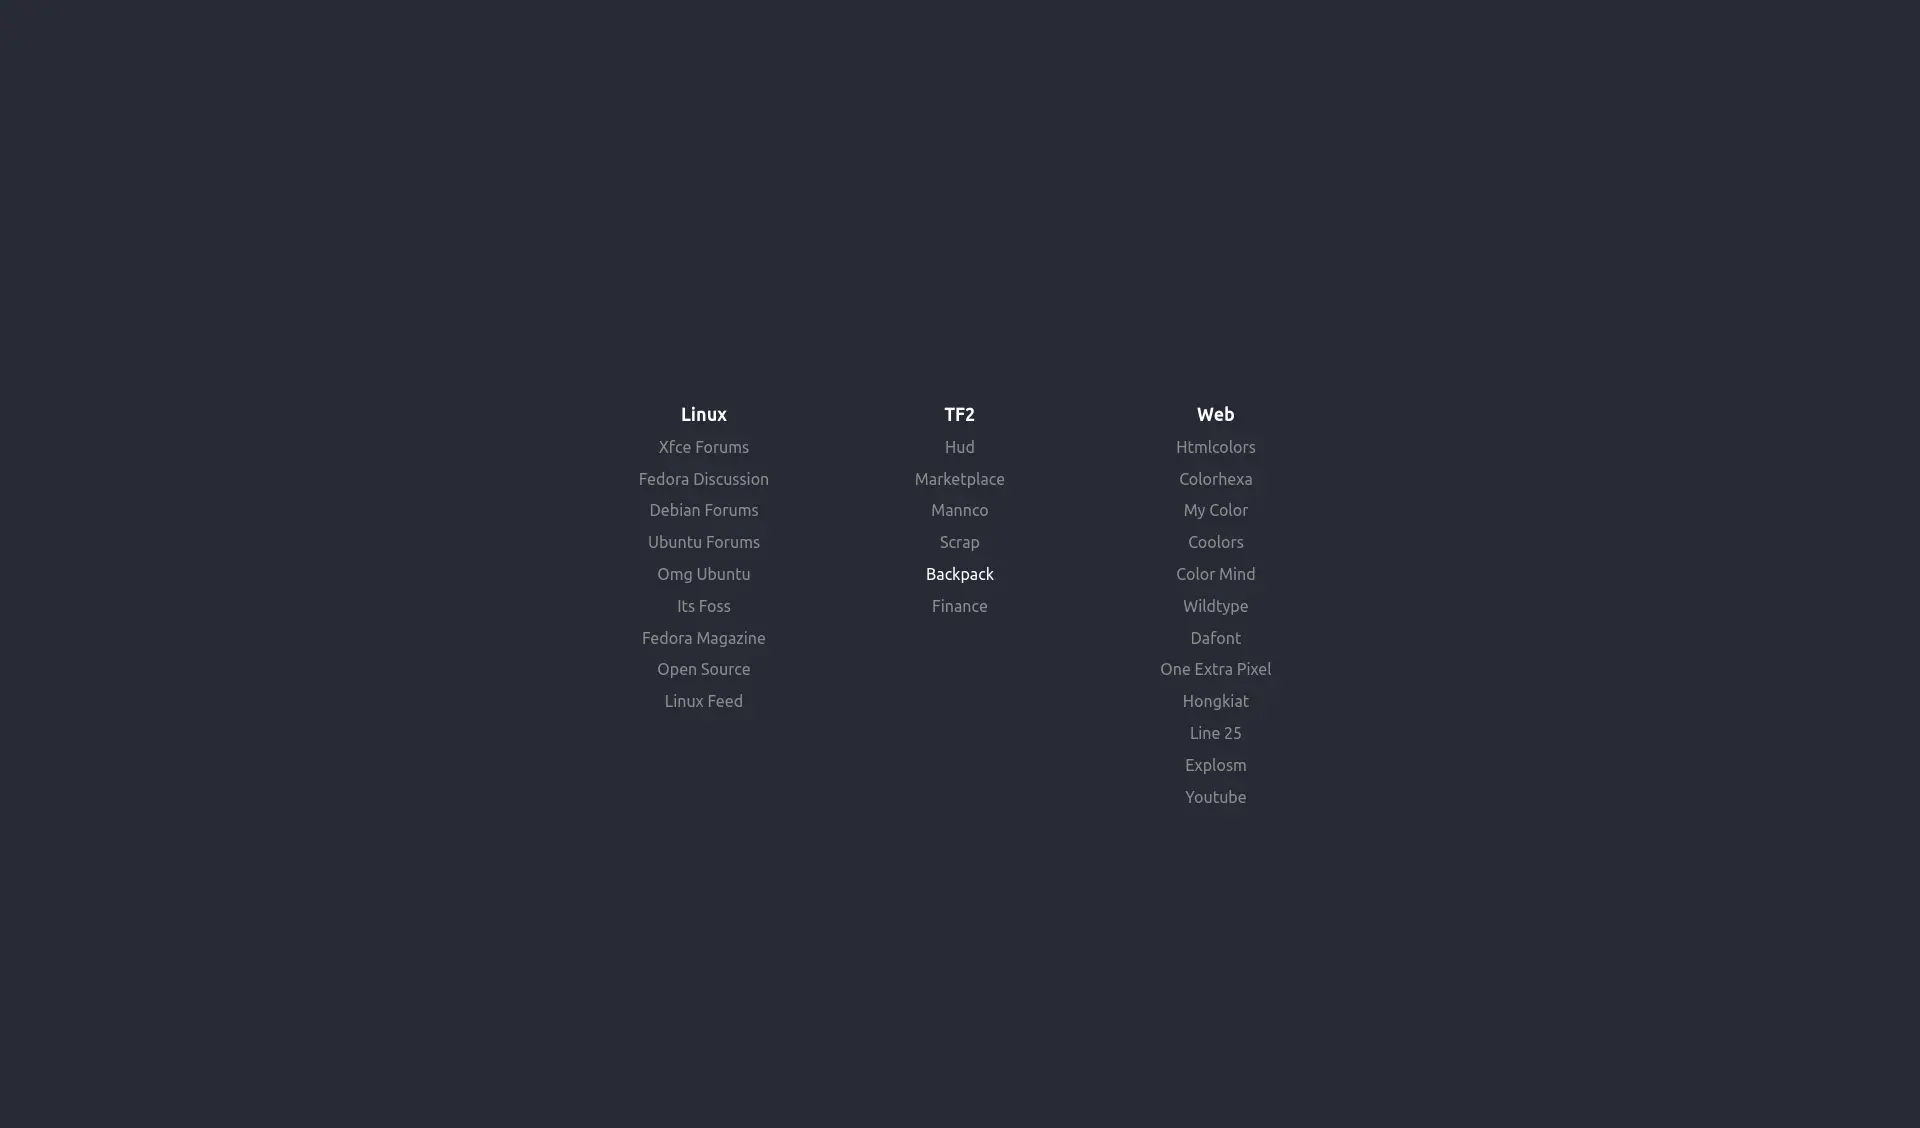 Linux
Xfce Forums
Fedora Discussion
Debian Forums
Ubuntu Forums
Omg Ubuntu
Its Foss
Fedora Magazine
Open Source
Linux Feed
TF2
Hud
Marketplace
Mannco
Scrap
Backpack
Finance
Web
Htmlcolors
Colorhexa
My Color
Coolors
Color Mind
Wildtype
Dafont
One Extra Pixel
Hongkiat
Line 25
Explosm
Youtube